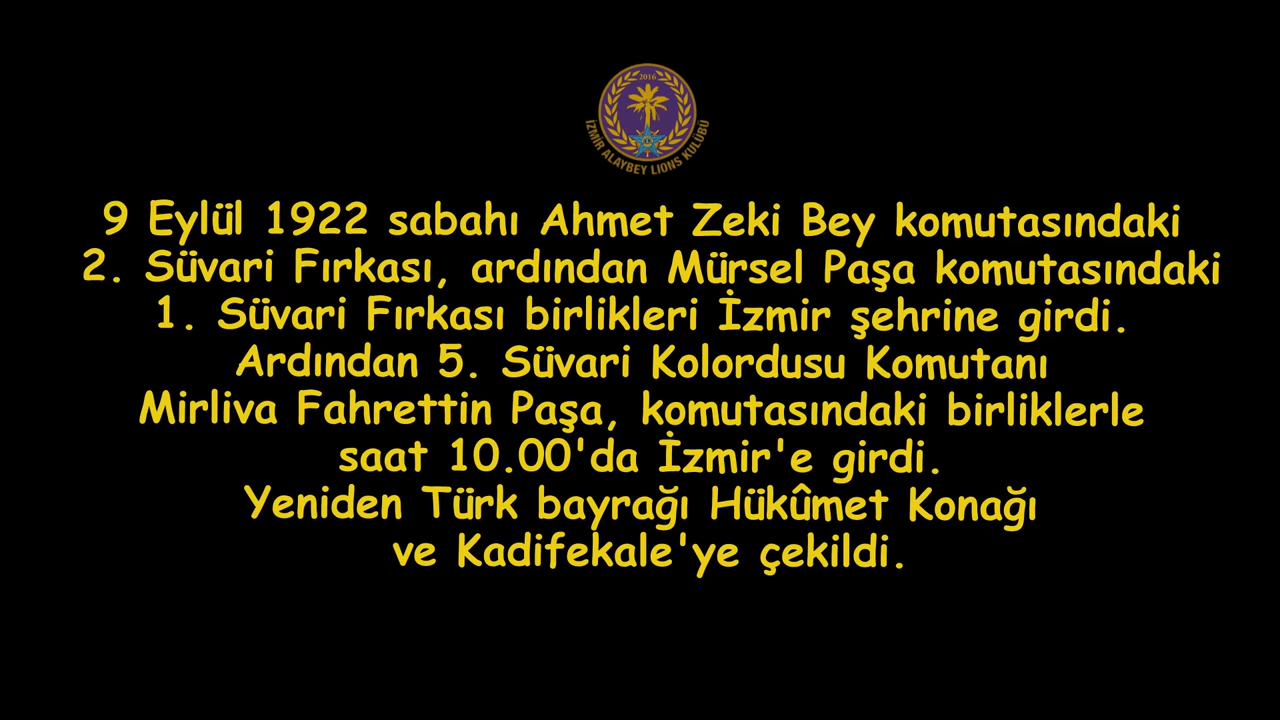 2016
İZMİR ALAYBEY LIONS KULÜBÜ
9 Eylül 1922 sabahı Ahmet Zeki Bey komutasındaki
2. Süvari Fırkası, ardından Mürsel Paşa komutasındaki
1. Süvari Fırkası birlikleri İzmir şehrine girdi.
Ardından 5. Süvari Kolordusu Komutanı
Mirliva Fahrettin Paşa, komutasındaki birliklerle
saat 10.00'da İzmir'e girdi.
Yeniden Türk bayrağı Hükûmet Konağı
ve Kadifekale'ye çekildi.